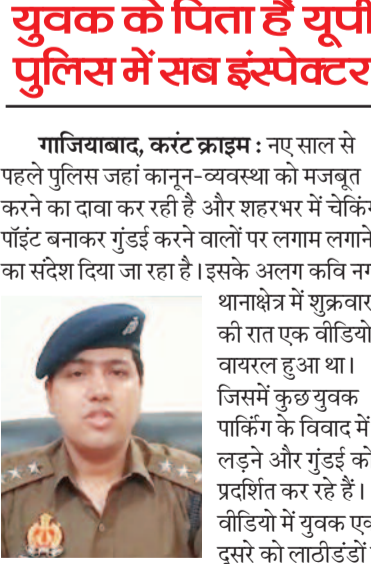 युवक के पिता हैं यूपी
पुलिस में सब इंस्पेक्टर
गाजियाबाद, करंट क्राइम : नए साल से
पहले पुलिस जहां कानून-व्यवस्था को मजबूत
करने का दावा कर रही है और शहरभर में चेकिंग
पॉइंट बनाकर गुंडई करने वालों पर लगाम लगाने
का संदेश दिया जा रहा है। इसके अलग कवि
थानाक्षेत्र में शुक्रवार
की रात एक वीडियो
वायरल हुआ था।
जिसमें कुछ युवक
पार्किंग के विवाद में
लड़ने और गुंडई को
प्रदर्शित कर रहे हैं।
वीडियो में युवक
दूसरे को लाठीडंडों